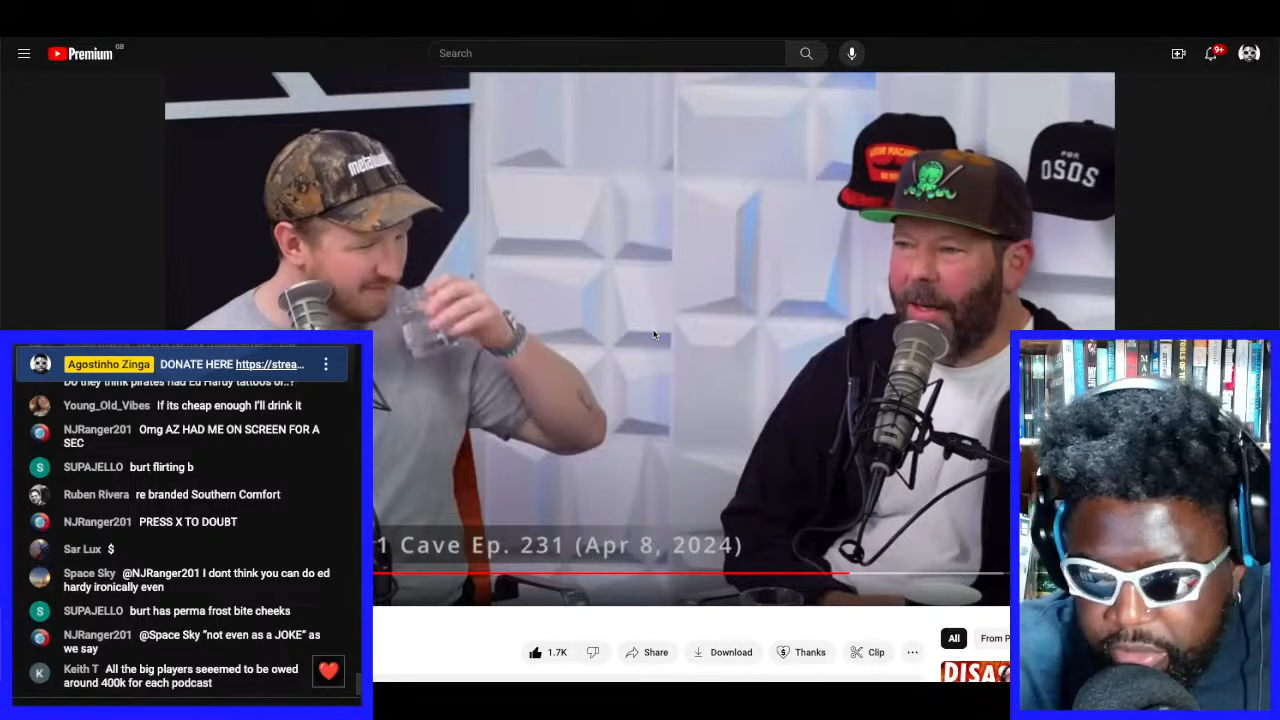 Premium GB
Search
9+
metalwood
FOR
OSOS
1 Cave Ep. 231 (Apr 8, 2024)
Agostinho Zinga DONATE HERE https://strea...
Do they think pirates had Ed Hardy tattoos or..?
Young_Old_Vibes If its cheap enough I'll drink it
NJRanger201 Omg AZ HAD ME ON SCREEN FOR A
SEC
SUPAJELLO burt flirting b
Ruben Rivera re branded Southern Comfort
NJRanger201 PRESS X TO DOUBT
Sar Lux $
Space Sky @NJRanger201 I dont think you can do ed
hardy ironically even
SUPAJELLO burt has perma frost bite cheeks
NJRanger201 @Space Sky "not even as a JOKE" as
we say
Keith T All the big players seeemed to be owed
around 400k for each podcast
1.7K
Share
Download
Thanks
Clip
All
From P
DISA